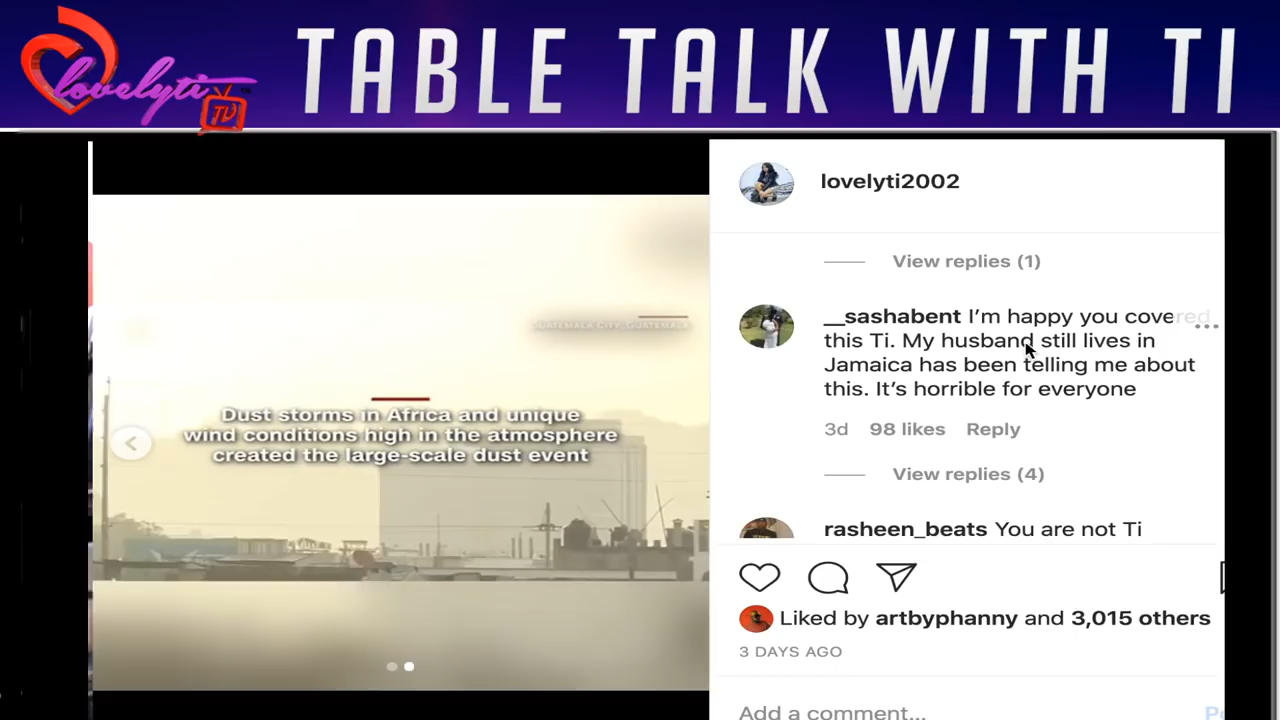 lovelyti TV
TABLE TALK WITH TI
GUATEMALA CITY, GUATEMALA
Dust storms in Africa and unique
wind conditions high in the atmosphere
created the large-scale dust event
lovelyti2002
View replies (1)
__sashabent I'm happy you covered
this Ti. My husband still lives in
Jamaica has been telling me about
this. It's horrible for everyone
3d 98 likes Reply
View replies (4)
rasheen_beats You are not Ti
Liked by artbyphanny and 3,015 others
3 DAYS AGO
Add a comment...